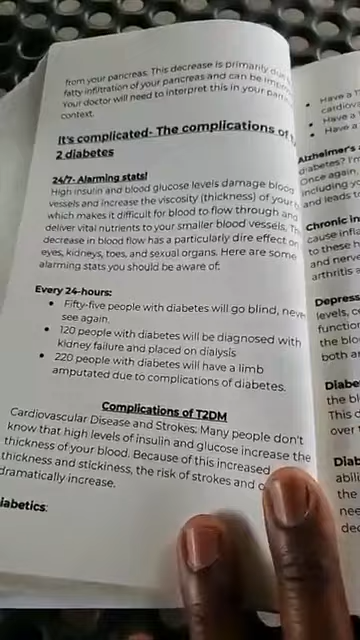 from your pancreas. This decrease is primarily due
fatty infiltration of your pancreas and can be
Your doctor will need to interpret this in your
context.
It's complicated- The complications of
2 diabetes
24/7- Alarming stats!
High insulin and blood glucose levels damage blood
vessels and increase the viscosity (thickness) of your
which makes it difficult for blood to flow through and
deliver vital nutrients to your smaller blood vessels.
decrease in blood flow has a particularly dire effect on
eyes, kidneys, toes, and sexual organs. Here are some
alarming stats you should be aware of:
Every 24-hours:
• Fifty-five people with diabetes will go blind, never
see again.
• 120 people with diabetes will be diagnosed with
kidney failure and placed on dialysis
• 220 people with diabetes will have a limb
amputated due to complications of diabetes.
Complications of T2DM
Cardiovascular Disease and Strokes: Many people don't
know that high levels of insulin and glucose increase the
thickness of your blood. Because of this increased
thickness and stickiness, the risk of strokes and
dramatically increase.
iabetics:
• Have a
cardiov
• Have a
• Have a
Alzheimer's
diabetes?
Once again,
including yo
and leads to
Chronic in
cause infla
to these
and nerve
arthritis
Depres
levels, c
function
the bloo
both a
Diabe
the bl
This c
over t
Diab
abili
the
nee
dec